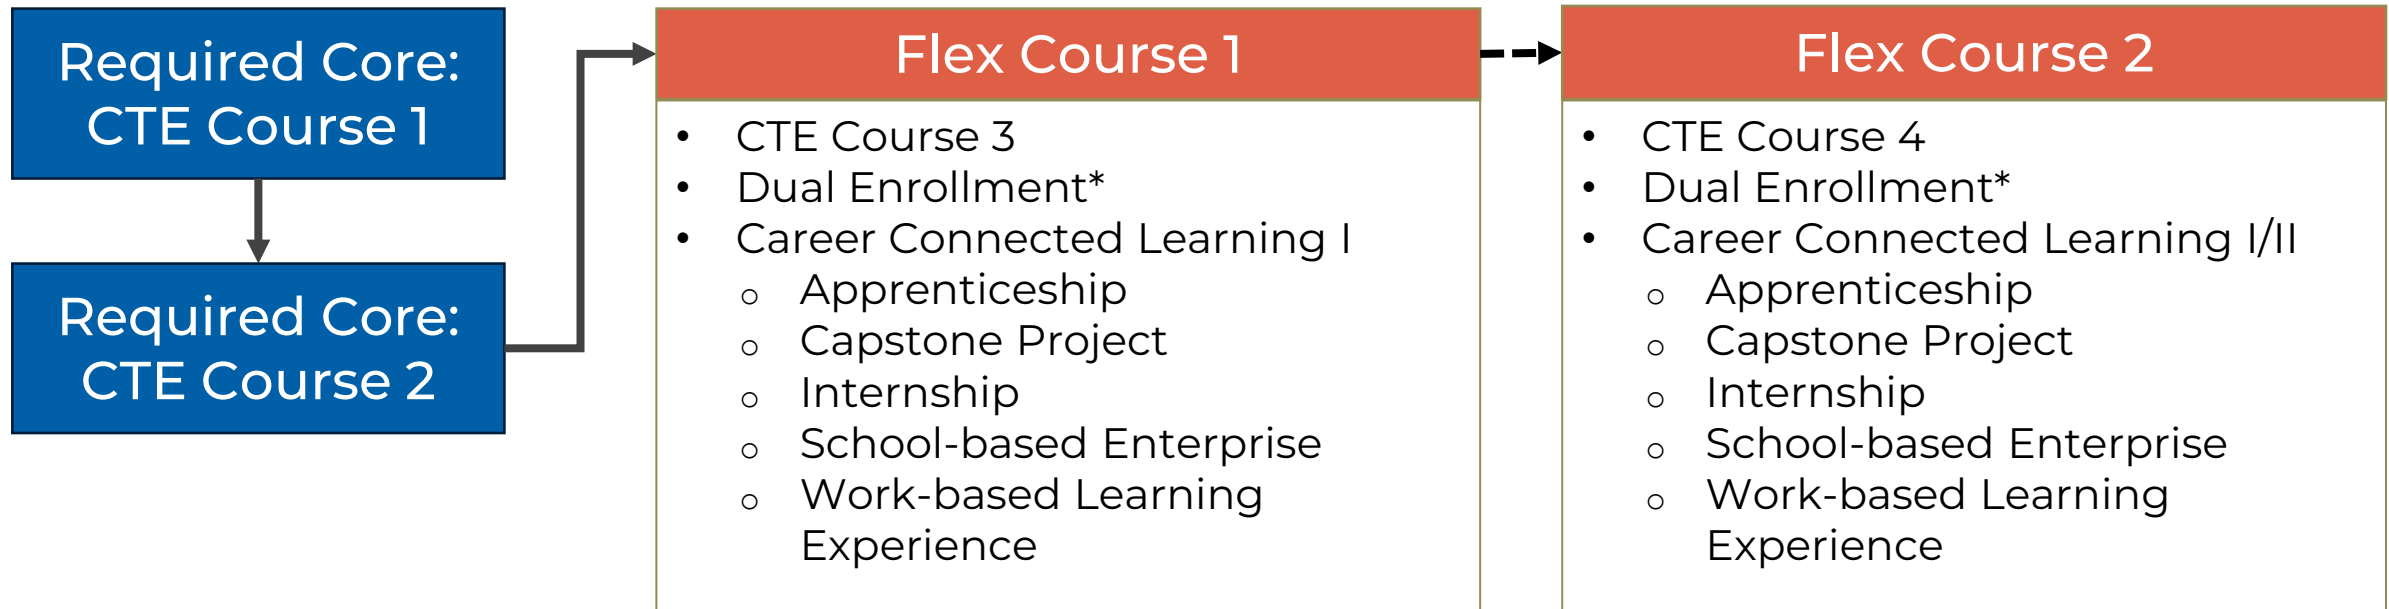 Required Core:
CTE Course 1
Required Core:
CTE Course 2
Flex Course 1
• CTE Course 3
• Dual Enrollment*
• Career Connected Learning I
o Apprenticeship
o Capstone Project
o Internship
o School-based Enterprise
o Work-based Learning
Experience
Flex Course 2
• CTE Course 4
• Dual Enrollment*
• Career Connected Learning I/II
o Apprenticeship
o Capstone Project
o Internship
o School-based Enterprise
o Work-based Learning
Experience